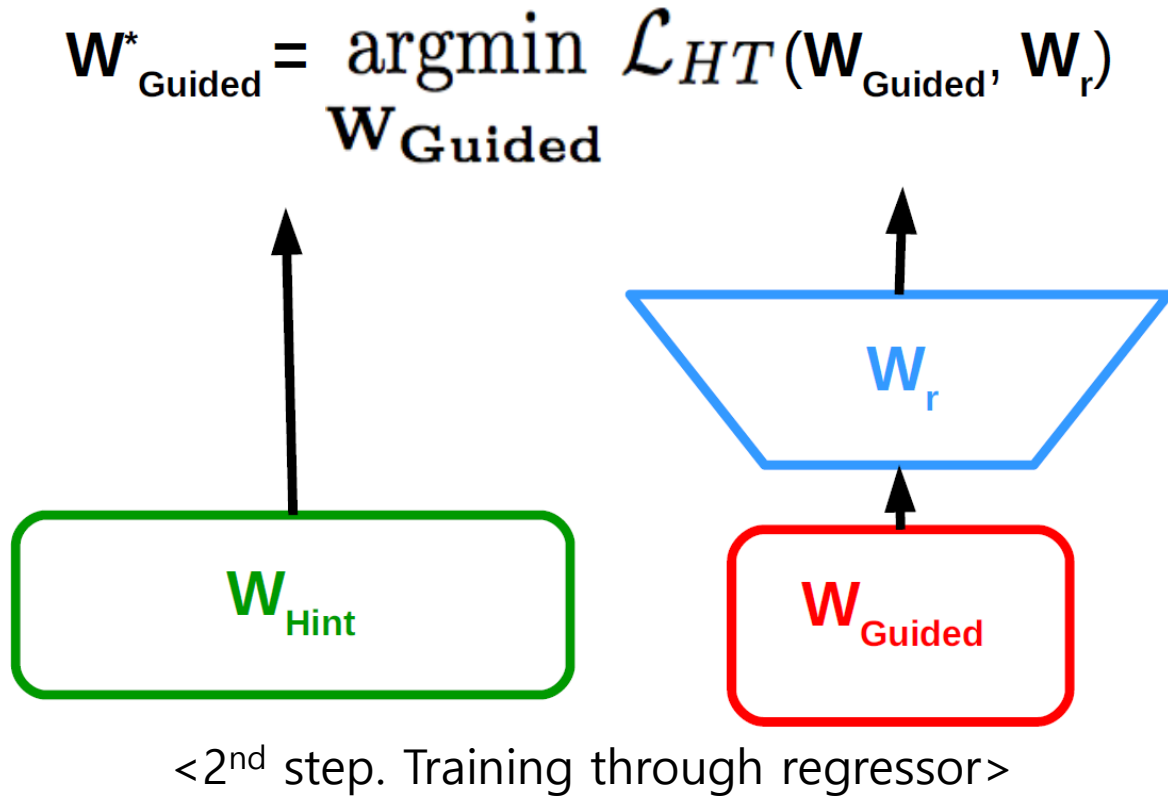 W*Guided = argmin ℒHT(WGuided, Wr)
WGuided
Wr
WHint
WGuided
<2nd step. Training through regressor>